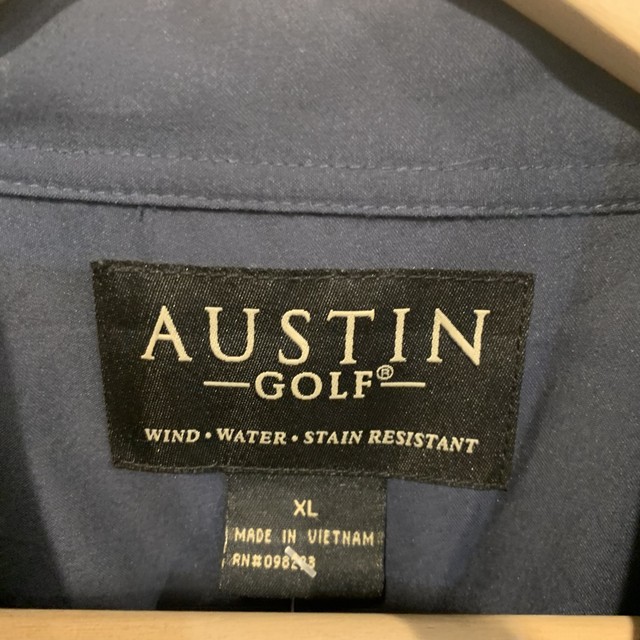 AUSTIN
GOLF®
WIND • WATER • STAIN RESISTANT
XL
MADE IN VIETNAM